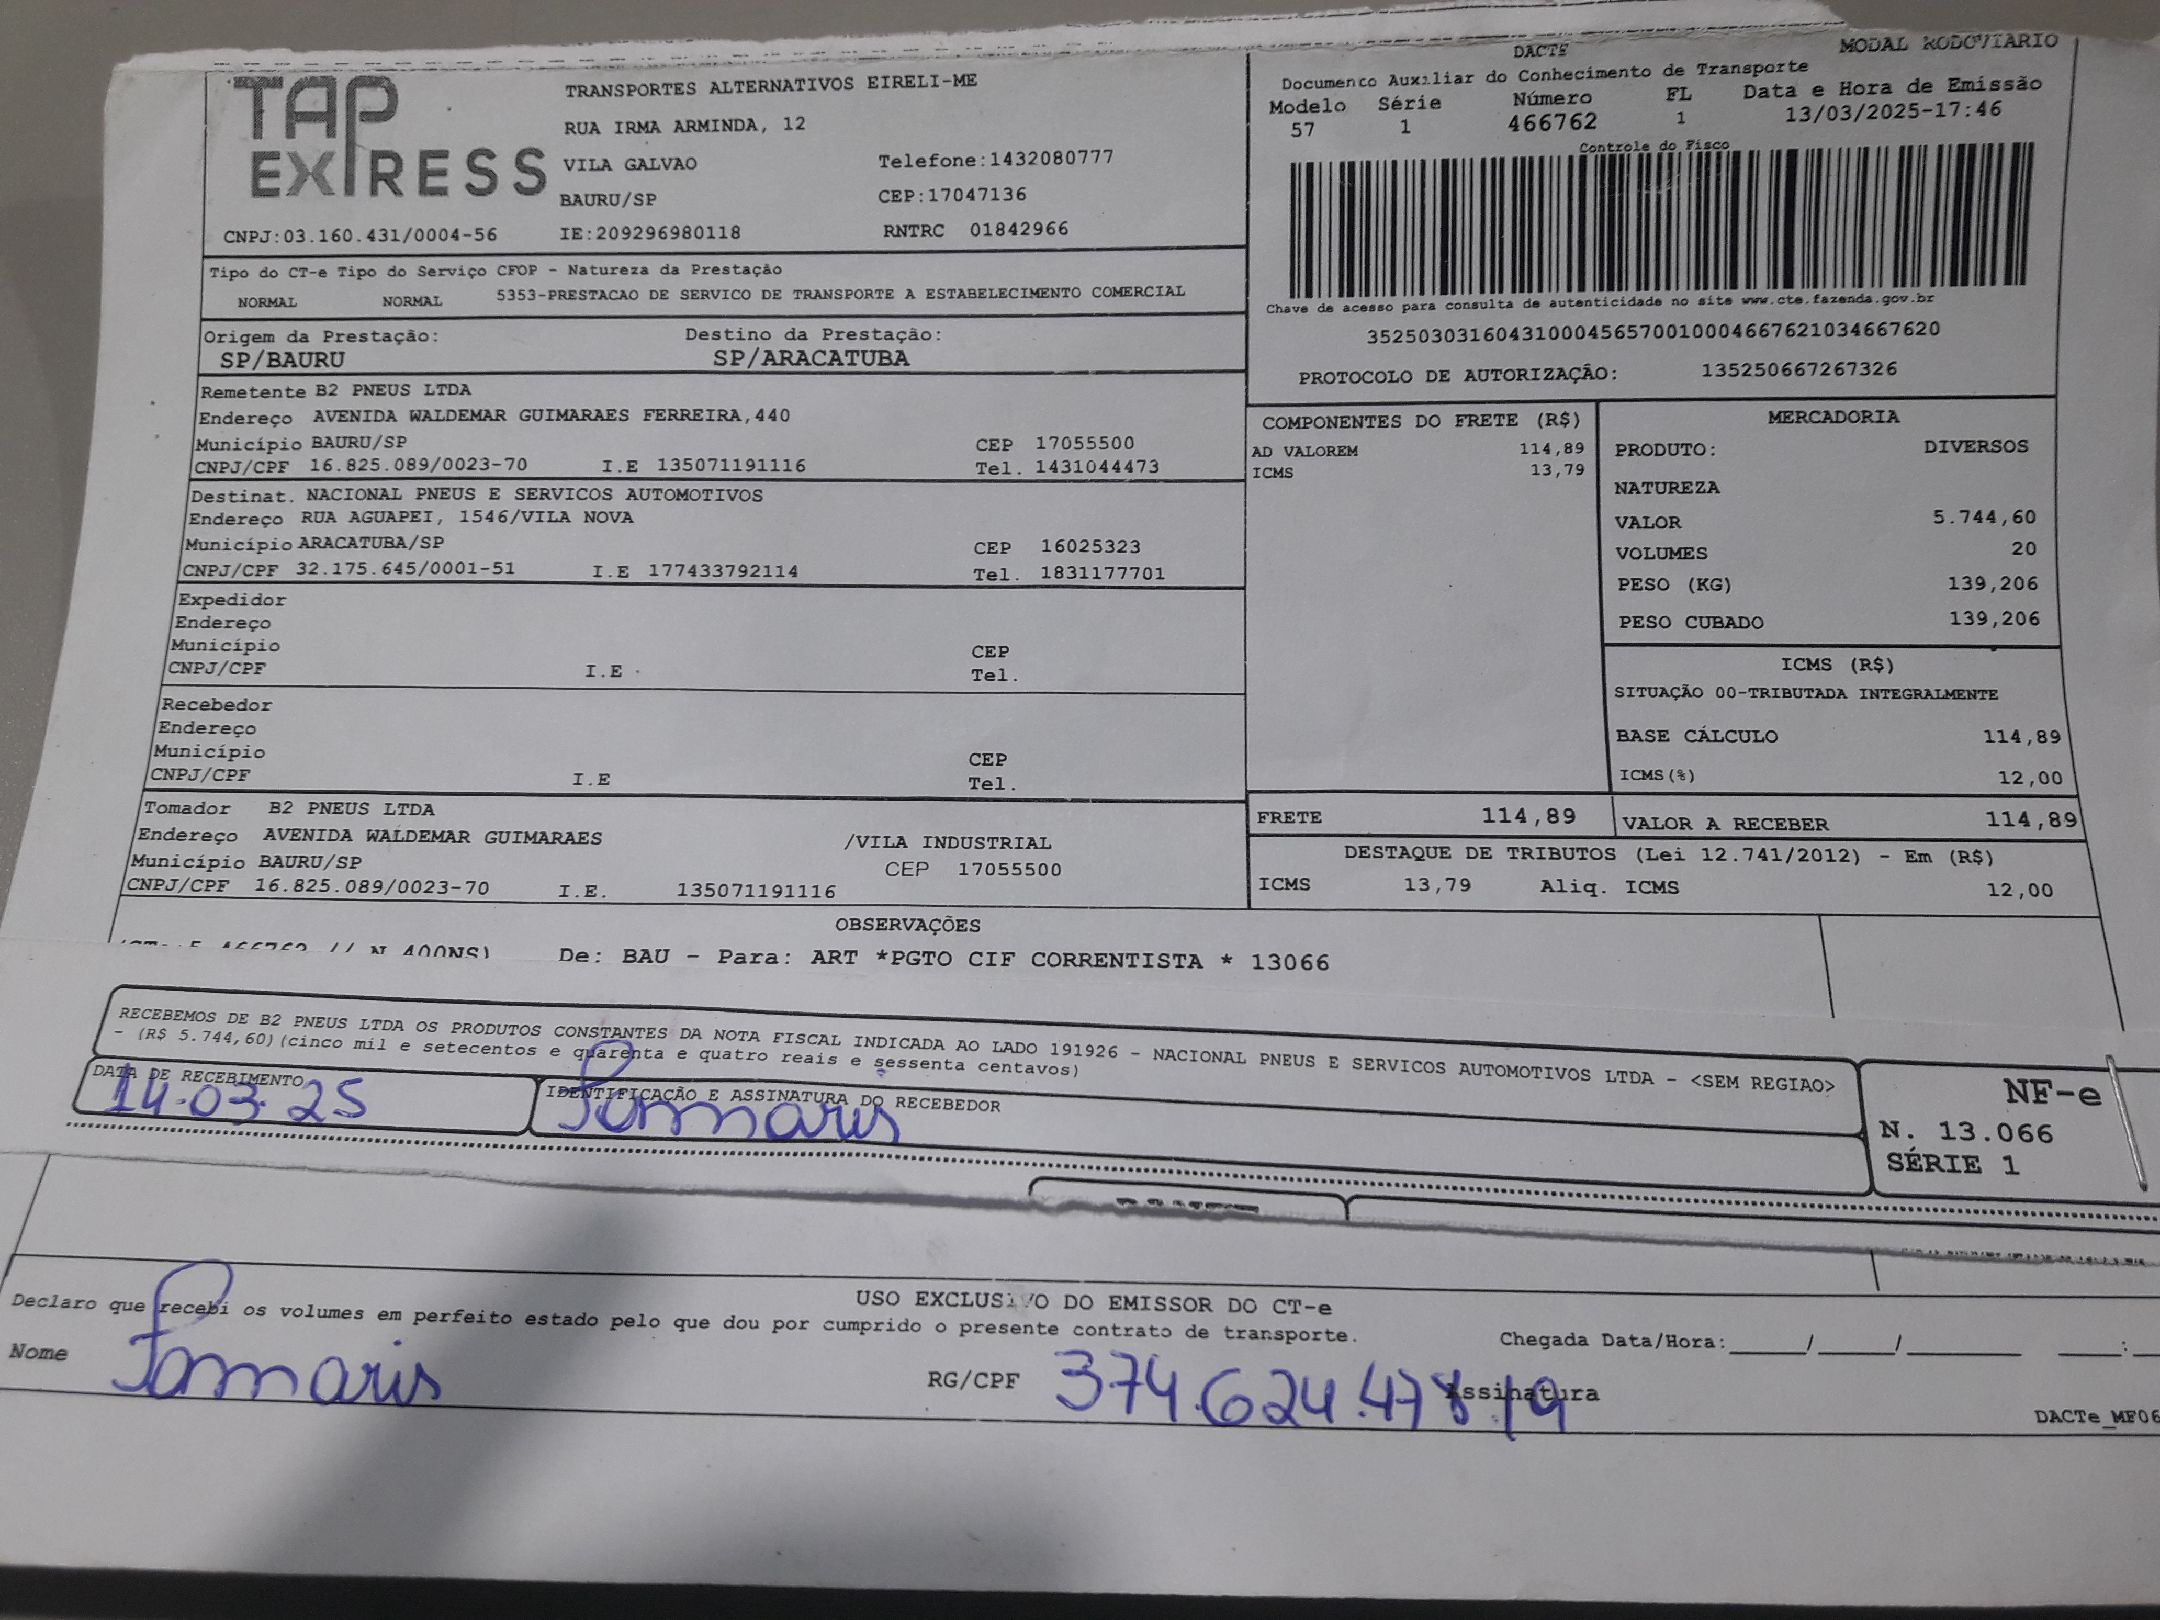 TAP EXPRESS
TRANSPORTES ALTERNATIVOS EIRELI-ME
RUA IRMA ARMINDA, 12
VILA GALVAO Telefone:1432080777
BAURU/SP CEP:17047136
CNPJ:03.160.431/0004-56 IE:209296980118 RNTRC 01842966
DACTE MODAL RODOVIARIO
Documento Auxiliar do Conhecimento de Transporte
Modelo Série Número FL Data e Hora de Emissão
57 1 466762 1 13/03/2025-17:46
Controle do Fisco
Chave de acesso para consulta de autenticidade no site www.cte.fazenda.gov.br
35250303160431000456570010004667621034667620
PROTOCOLO DE AUTORIZAÇÃO: 135250667267326
Tipo do CT-e Tipo do Serviço CFOP - Natureza da Prestação
NORMAL NORMAL 5353-PRESTACAO DE SERVICO DE TRANSPORTE A ESTABELECIMENTO COMERCIAL
Origem da Prestação: Destino da Prestação:
SP/BAURU SP/ARACATUBA
Remetente B2 PNEUS LTDA
Endereço AVENIDA WALDEMAR GUIMARAES FERREIRA,440
Município BAURU/SP CEP 17055500
CNPJ/CPF 16.825.089/0023-70 I.E 135071191116 Tel. 1431044473
Destinat. NACIONAL PNEUS E SERVICOS AUTOMOTIVOS
Endereço RUA AGUAPEI, 1546/VILA NOVA
Município ARACATUBA/SP CEP 16025323
CNPJ/CPF 32.175.645/0001-51 I.E 177433792114 Tel. 1831177701
Expedidor
Endereço
Município CEP
CNPJ/CPF I.E Tel.
Recebedor
Endereço
Município CEP
CNPJ/CPF I.E Tel.
Tomador B2 PNEUS LTDA
Endereço AVENIDA WALDEMAR GUIMARAES /VILA INDUSTRIAL
Município BAURU/SP CEP 17055500
CNPJ/CPF 16.825.089/0023-70 I.E. 135071191116
COMPONENTES DO FRETE (R$)
AD VALOREM 114,89
ICMS 13,79
MERCADORIA
PRODUTO: DIVERSOS
NATUREZA
VALOR 5.744,60
VOLUMES 20
PESO (KG) 139,206
PESO CUBADO 139,206
ICMS (R$)
SITUAÇÃO 00-TRIBUTADA INTEGRALMENTE
BASE CÁLCULO 114,89
ICMS(%) 12,00
FRETE 114,89 VALOR A RECEBER 114,89
DESTAQUE DE TRIBUTOS (Lei 12.741/2012) - Em (R$)
ICMS 13,79 Aliq. ICMS 12,00
OBSERVAÇÕES
De: BAU - Para: ART *PGTO CIF CORRENTISTA * 13066
RECEBEMOS DE B2 PNEUS LTDA OS PRODUTOS CONSTANTES DA NOTA FISCAL INDICADA AO LADO 191926 - NACIONAL PNEUS E SERVICOS AUTOMOTIVOS LTDA - <SEM REGIAO>
- (R$ 5.744,60)(cinco mil e setecentos e quarenta e quatro reais e sessenta centavos)
DATA DE RECEBIMENTO IDENTIFICAÇÃO E ASSINATURA DO RECEBEDOR
14.03.25
NF-e
N. 13.066
SÉRIE 1
USO EXCLUSIVO DO EMISSOR DO CT-e
Declaro que recebi os volumes em perfeito estado pelo que dou por cumprido o presente contrato de transporte.
Chegada Data/Hora:_____/_____/_______ ____:
Nome RG/CPF 374.624.478.19 Assinatura
DACTe_MF06